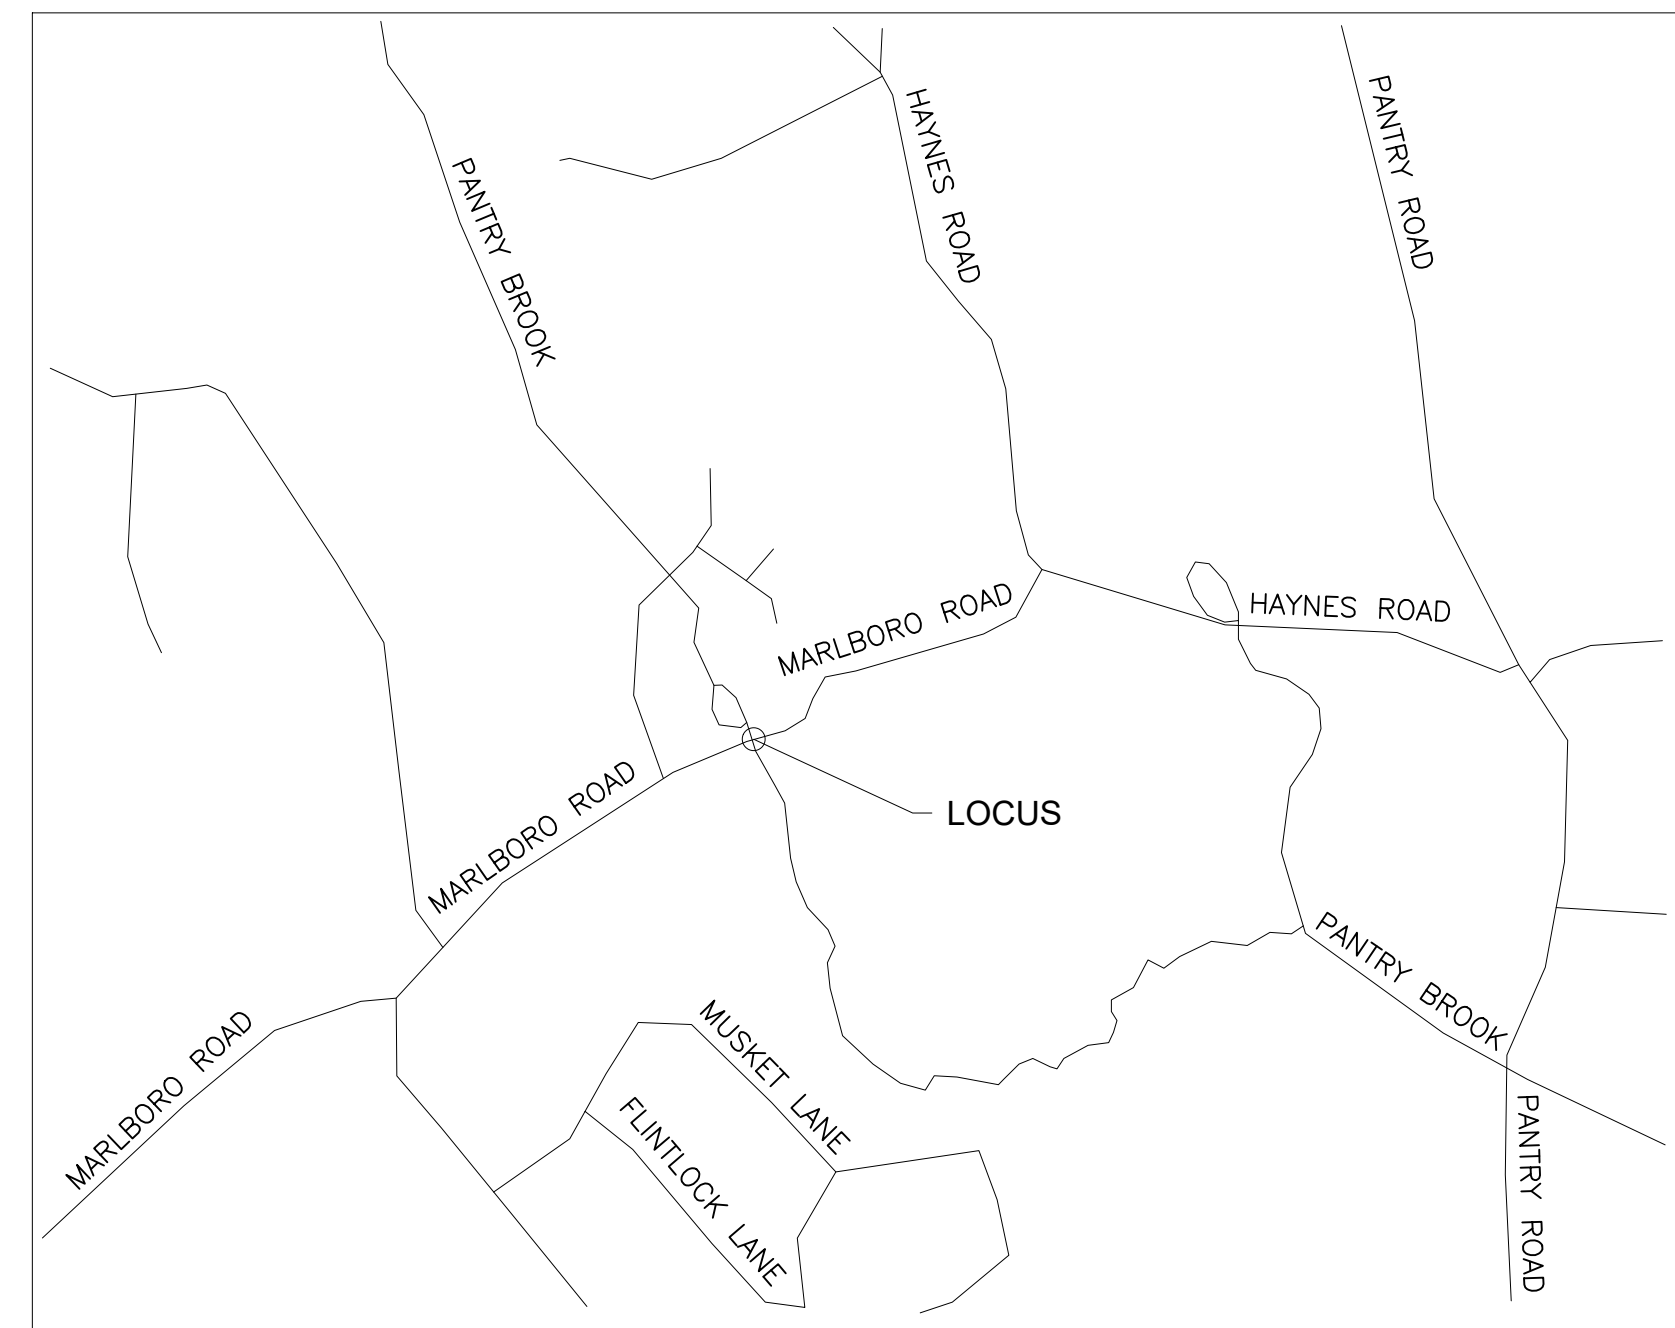 HAYNES ROAD
PANTRY ROAD
PANTRY BROOK
MARLBORO ROAD
HAYNES ROAD
MARLBORO ROAD
LOCUS
PANTRY BROOK
MARLBORO ROAD
MUSKET LANE
FLINTLOCK LANE
PANTRY ROAD